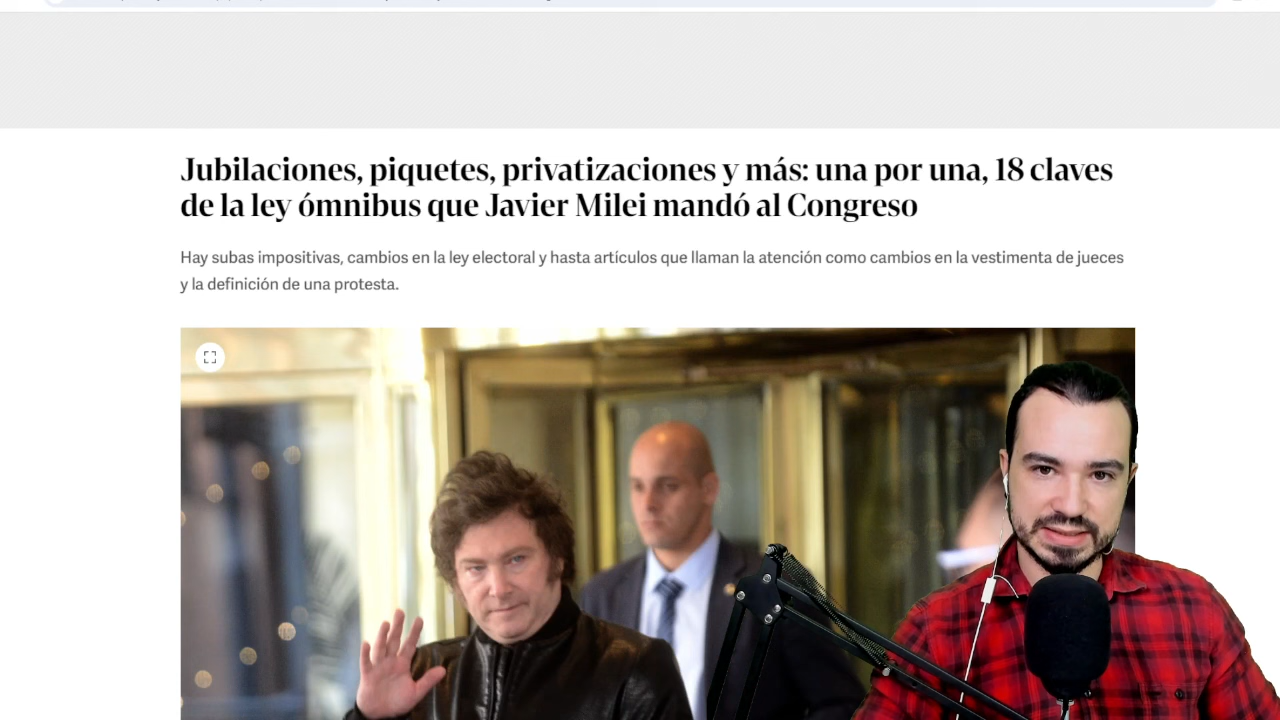 Jubilaciones, piquetes, privatizaciones y más: una por una, 18 claves
de la ley ómnibus que Javier Milei mandó al Congreso
Hay subas impositivas, cambios en la ley electoral y hasta artículos que llaman la atención como cambios en la vestimenta de jueces
y la definición de una protesta.